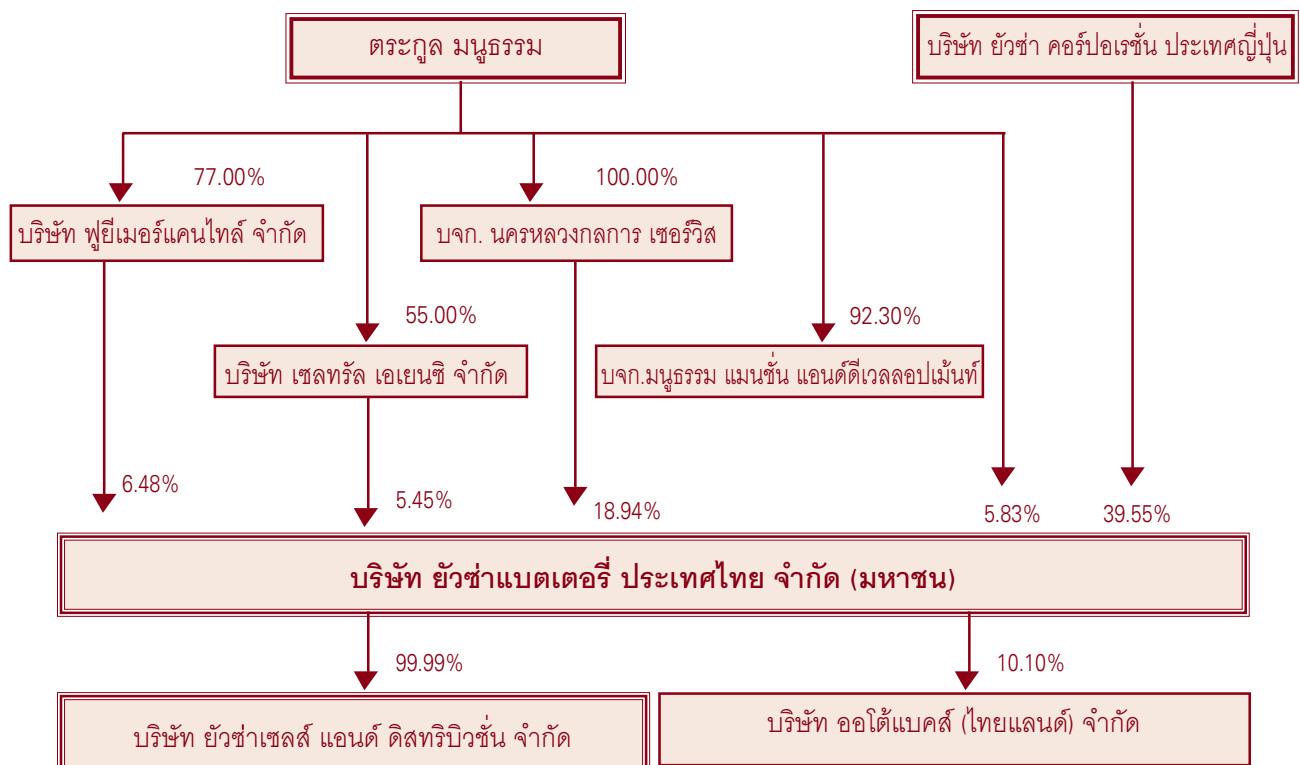 ตระกูล มนูธรรม
บริษัท ยัวซ่า คอร์ปอเรชั่น ประเทศญี่ปุ่น
77.00%
100.00%
บริษัท ฟูยีเมอร์แคนไทล์ จำกัด
บจก. นครหลวงกลการ เซอร์วิส
55.00%
92.30%
บริษัท เซลทรัล เอเยนซิ จำกัด
บจก.มนูธรรม แมนชั่น แอนด์ดีเวลลอปเม้นท์
6.48%
5.45%
18.94%
5.83%
39.55%
บริษัท ยัวซ่าแบตเตอรี่ ประเทศไทย จำกัด (มหาชน)
99.99%
10.10%
บริษัท ยัวซ่าเซลส์ แอนด์ ดิสทริบิวชั่น จำกัด
บริษัท ออโต้แบคส์ (ไทยแลนด์) จำกัด